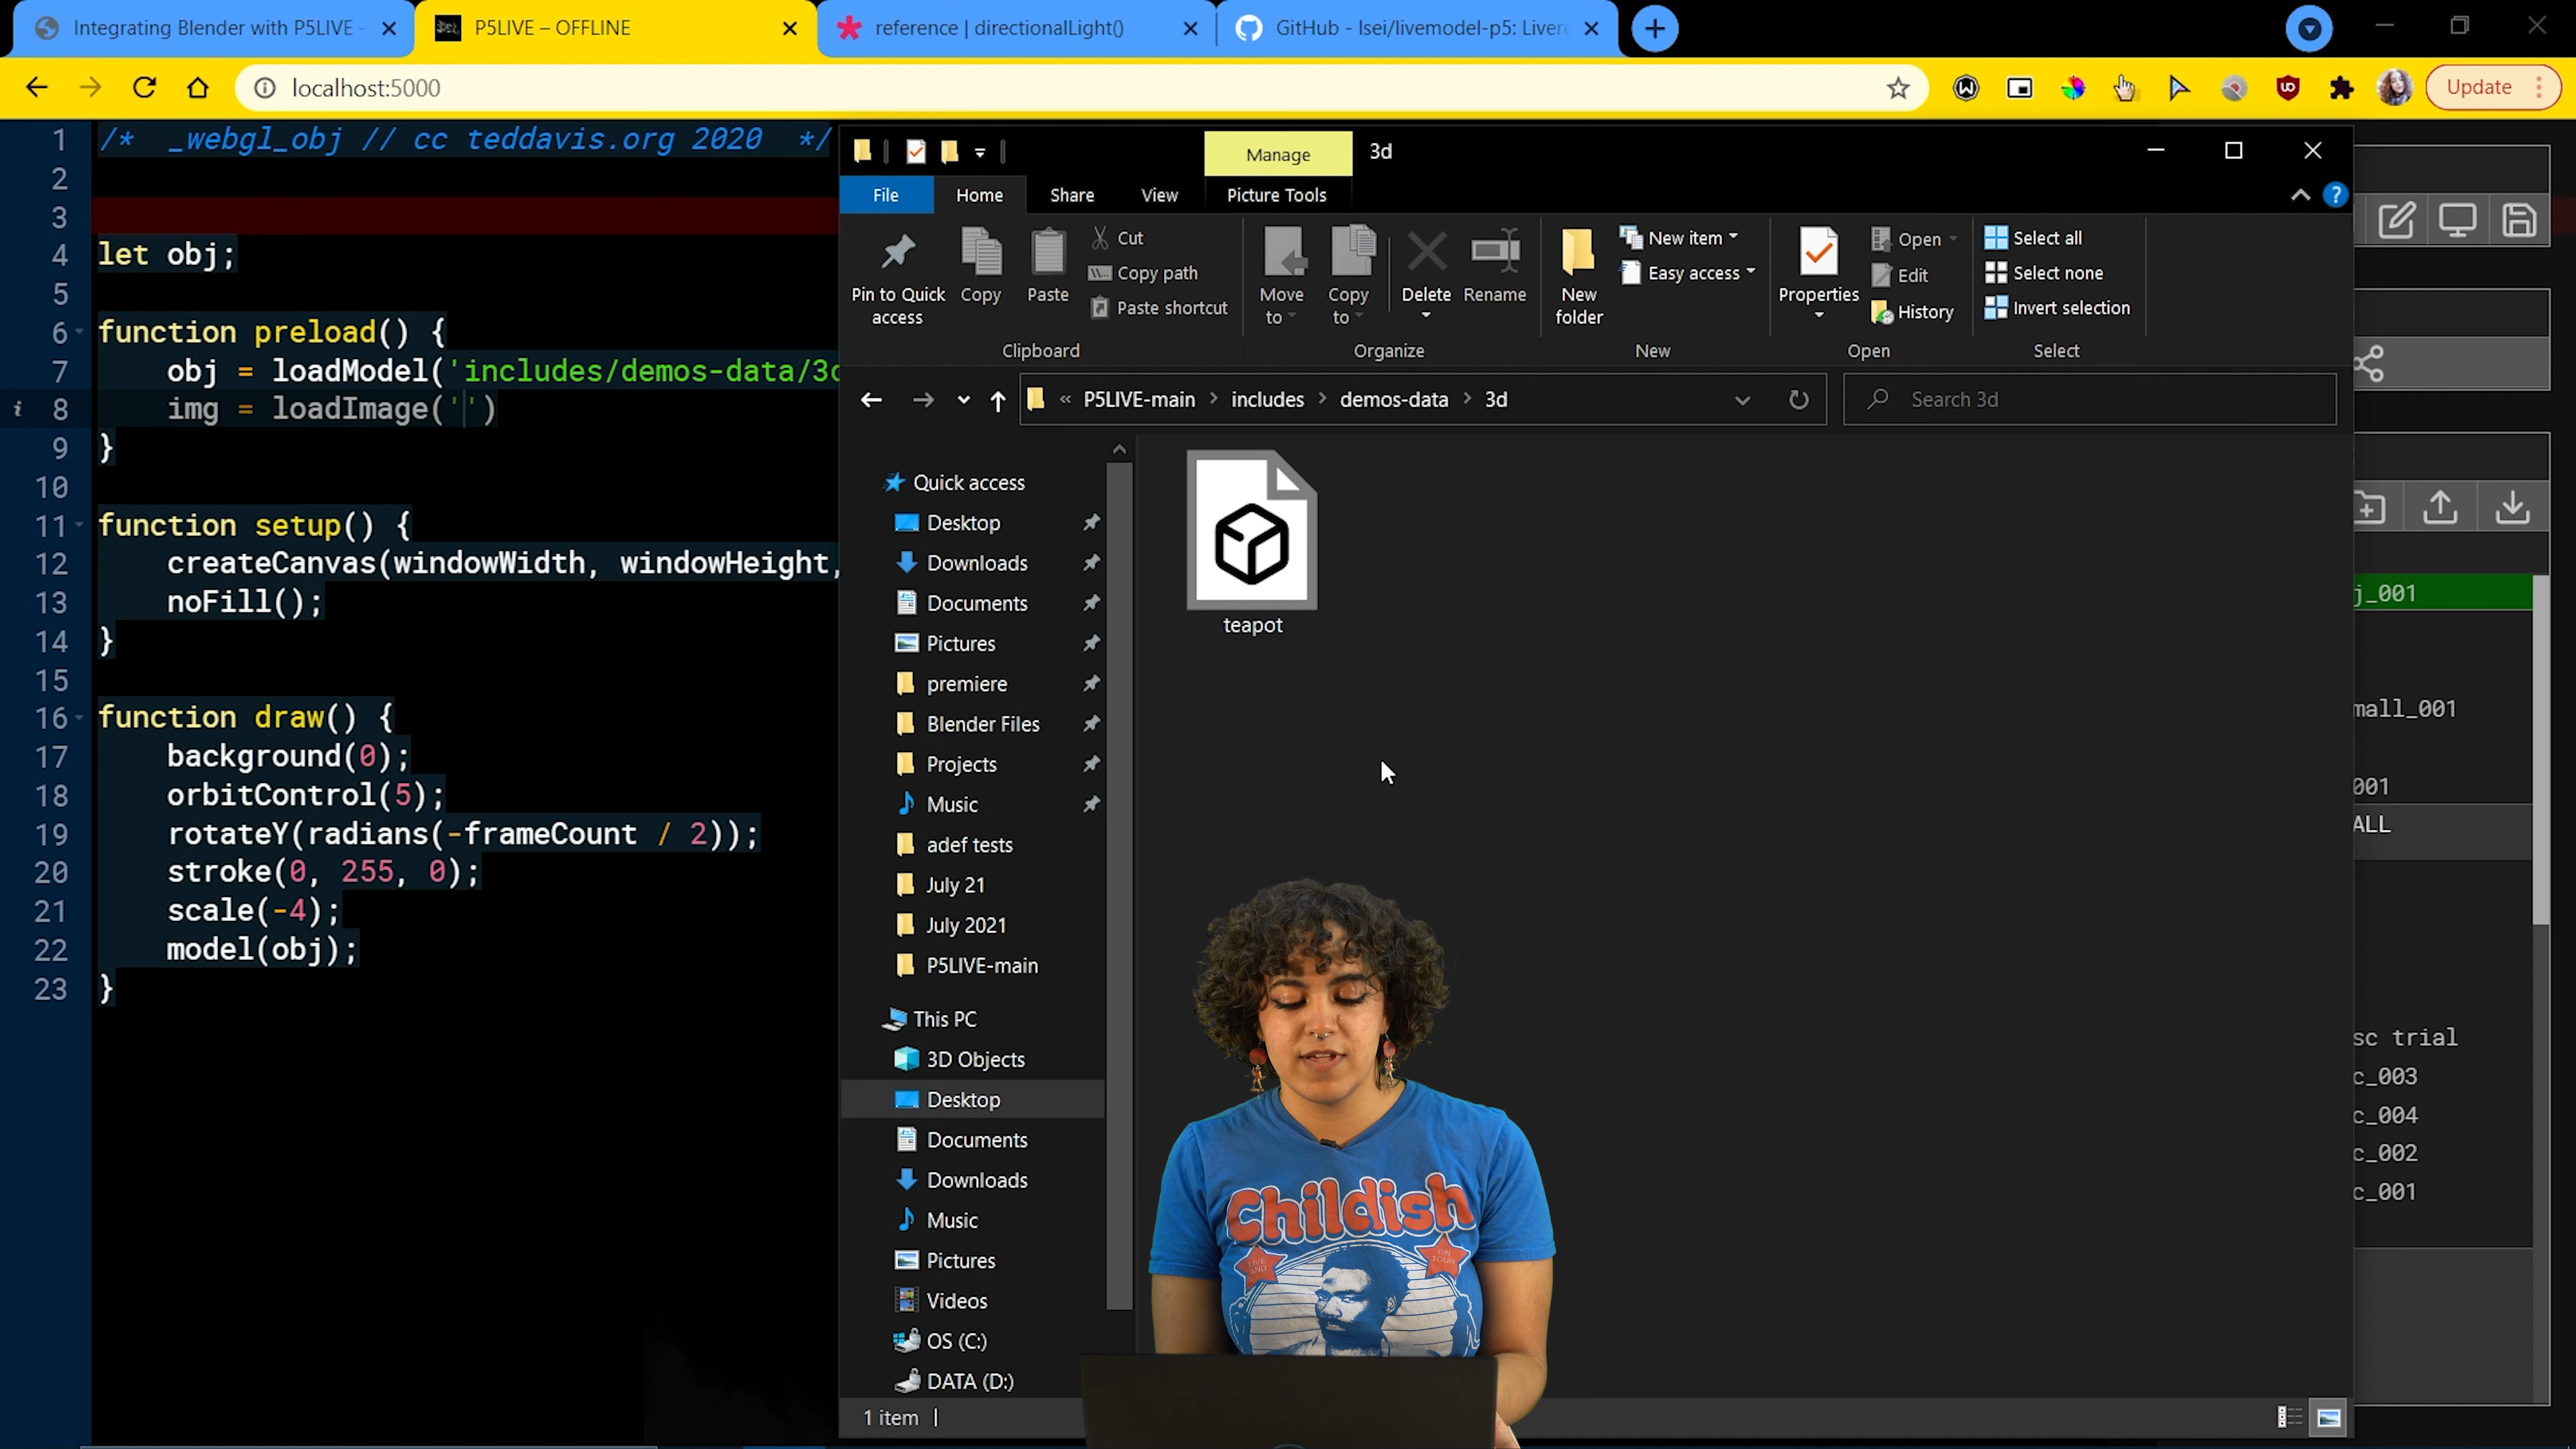 Integrating Blender with P5LIVE -
P5LIVE – OFFLINE
reference | directionalLight()
GitHub - lsei/livemodel-p5: Livere
localhost:5000
Update
1 /* _webgl_obj // cc teddavis.org 2020 */
2
3
4 let obj;
5
6 function preload() {
7 obj = loadModel('includes/demos-data/3d
8 img = loadImage('')
9 }
10
11 function setup() {
12 createCanvas(windowWidth, windowHeight,
13 noFill();
14 }
15
16 function draw() {
17 background(0);
18 orbitControl(5);
19 rotateY(radians(-frameCount / 2));
20 stroke(0, 255, 0);
21 scale(-4);
22 model(obj);
23 }
Manage
3d
File
Home
Share
View
Picture Tools
Pin to Quick access
Copy
Paste
Cut
Copy path
Paste shortcut
Clipboard
Move to
Copy to
Delete
Rename
Organize
New folder
New item
Easy access
New
Properties
Open
Edit
History
Open
Select all
Select none
Invert selection
Select
« P5LIVE-main > includes > demos-data > 3d
Search 3d
Quick access
Desktop
Downloads
Documents
Pictures
premiere
Blender Files
Projects
Music
adef tests
July 21
July 2021
P5LIVE-main
This PC
3D Objects
Desktop
Documents
Downloads
Music
Pictures
Videos
OS (C:)
DATA (D:)
teapot
1 item
j_001
mall_001
001
ALL
sc trial
c_003
c_004
c_002
c_001
Childish
LIVE AND
ON TOUR